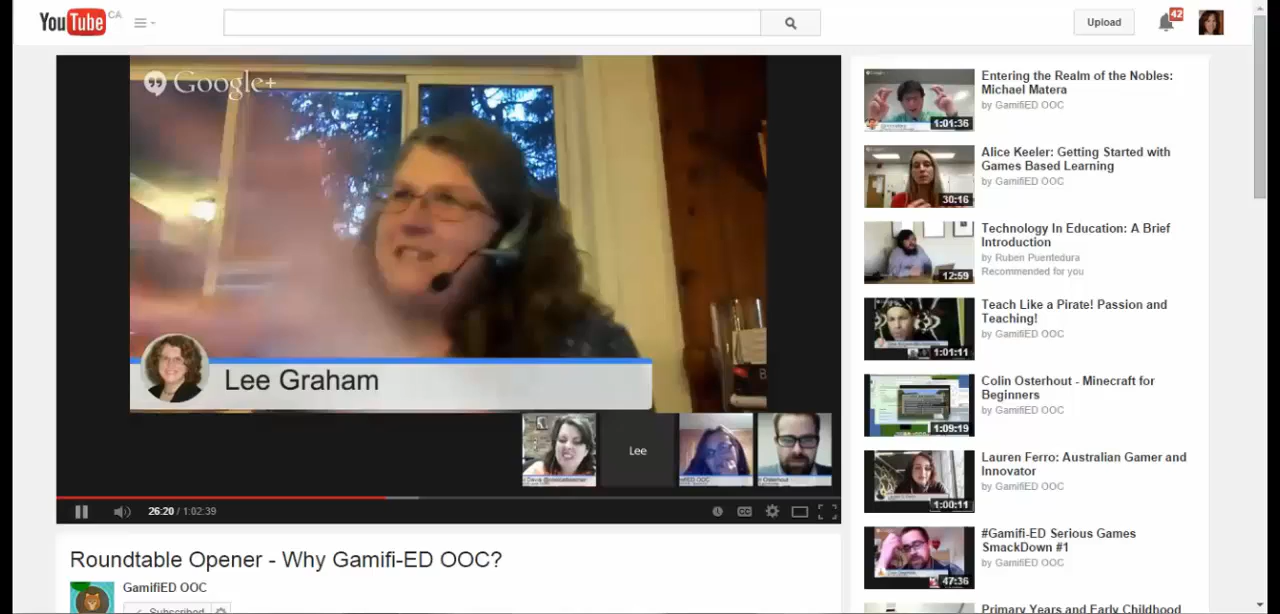 YouTube CA
Upload
42
Google+
Lee Graham
Lee
26:20 / 1:02:39
CC
Roundtable Opener - Why Gamifi-ED OOC?
GamifiED OOC
Subscribed
Entering the Realm of the Nobles:
Michael Matera
by GamifiED OOC
1:01:36
Alice Keeler: Getting Started with
Games Based Learning
by GamifiED OOC
30:16
Technology In Education: A Brief
Introduction
by Ruben Puentedura
Recommended for you
12:59
Teach Like a Pirate! Passion and
Teaching!
by GamifiED OOC
1:01:11
Colin Osterhout - Minecraft for
Beginners
by GamifiED OOC
1:09:19
Lauren Ferro: Australian Gamer and
Innovator
by GamifiED OOC
1:00:11
#Gamifi-ED Serious Games
SmackDown #1
by GamifiED OOC
47:36
Primary Years and Early Childhood